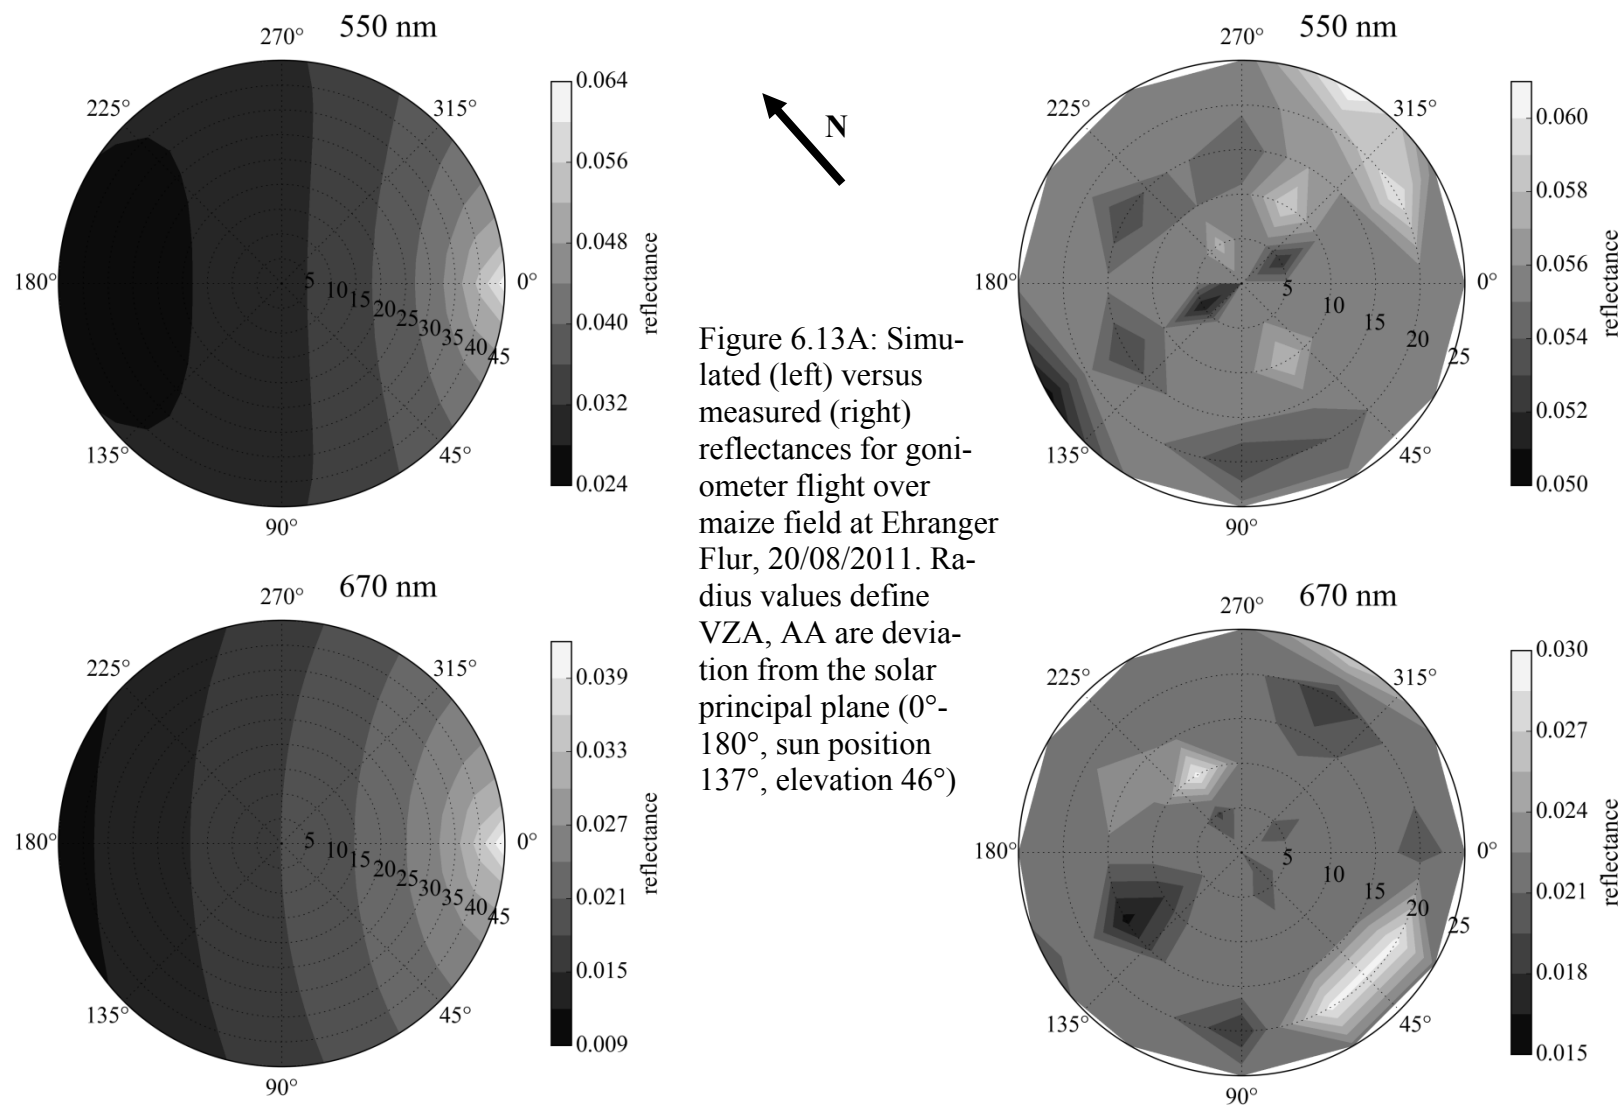 550 nm
270°
225°
315°
180°
0°
5 10 15 20 25 30 35 40 45
135°
45°
90°
0.064
0.056
0.048
0.040
0.032
0.024
reflectance
N
550 nm
270°
225°
315°
180°
0°
5 10 15 20 25
135°
45°
90°
0.060
0.058
0.056
0.054
0.052
0.050
reflectance
Figure 6.13A: Simu-
lated (left) versus
measured (right)
reflectances for goni-
ometer flight over
maize field at Ehranger
Flur, 20/08/2011. Ra-
dius values define
VZA, AA are devia-
tion from the solar
principal plane (0°-
180°, sun position
137°, elevation 46°)
670 nm
270°
225°
315°
180°
0°
5 10 15 20 25 30 35 40 45
135°
45°
90°
0.039
0.033
0.027
0.021
0.015
0.009
reflectance
670 nm
270°
225°
315°
180°
0°
5 10 15 20 25
135°
45°
90°
0.030
0.027
0.024
0.021
0.018
0.015
reflectance